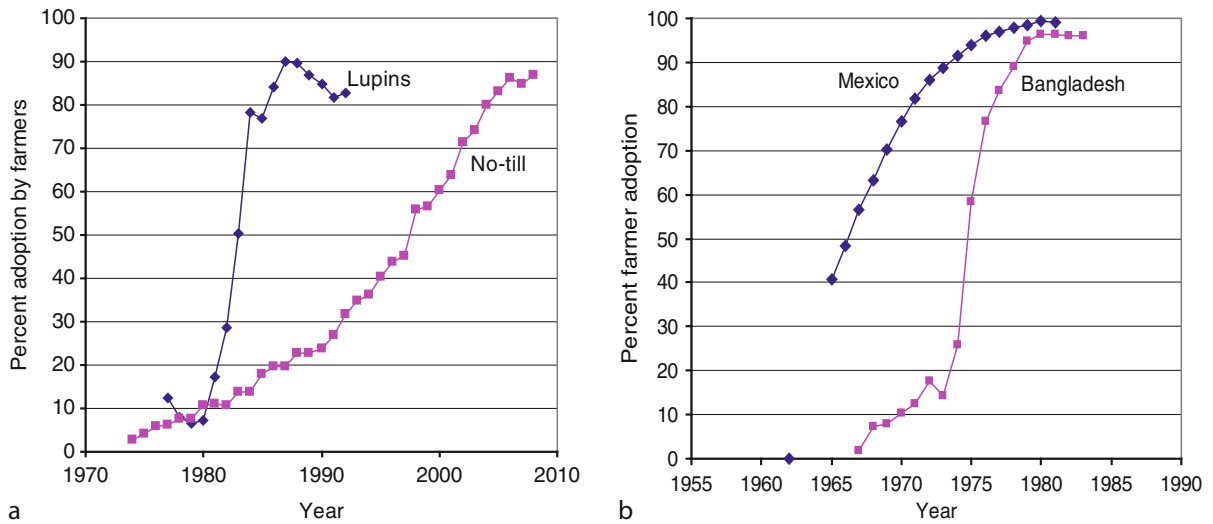 100
90
80
70
60
50
40
30
20
10
0
Percent adoption by farmers
Lupins
No-till
1970 1980 1990 2000 2010
Year
a
100
90
80
70
60
50
40
30
20
10
0
Percent farmer adoption
Mexico
Bangladesh
1955 1960 1965 1970 1975 1980 1985 1990
Year
b